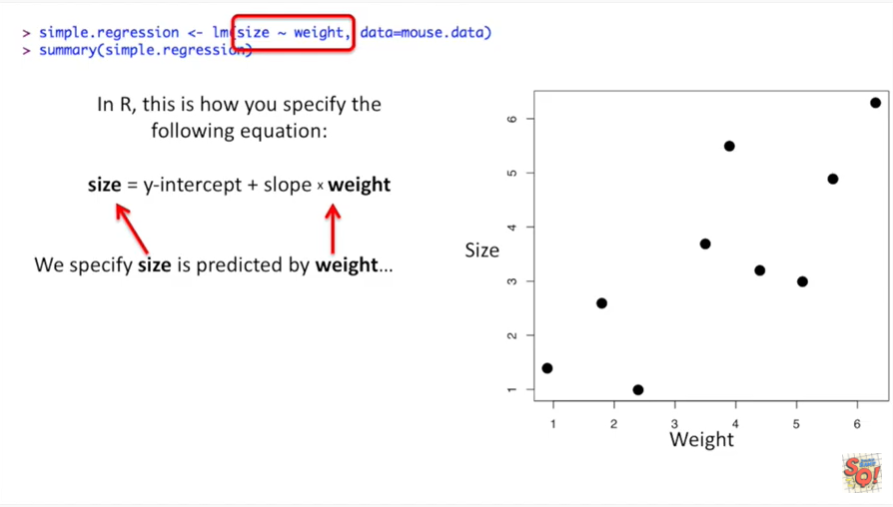 > simple.regression <- lm(size ~ weight, data=mouse.data)
> summary(simple.regression)
In R, this is how you specify the
following equation:
size = y-intercept + slope x weight
We specify size is predicted by weight...
Size
6
5
4
3
2
1
1 2 3 4 5 6
Weight
SQ!